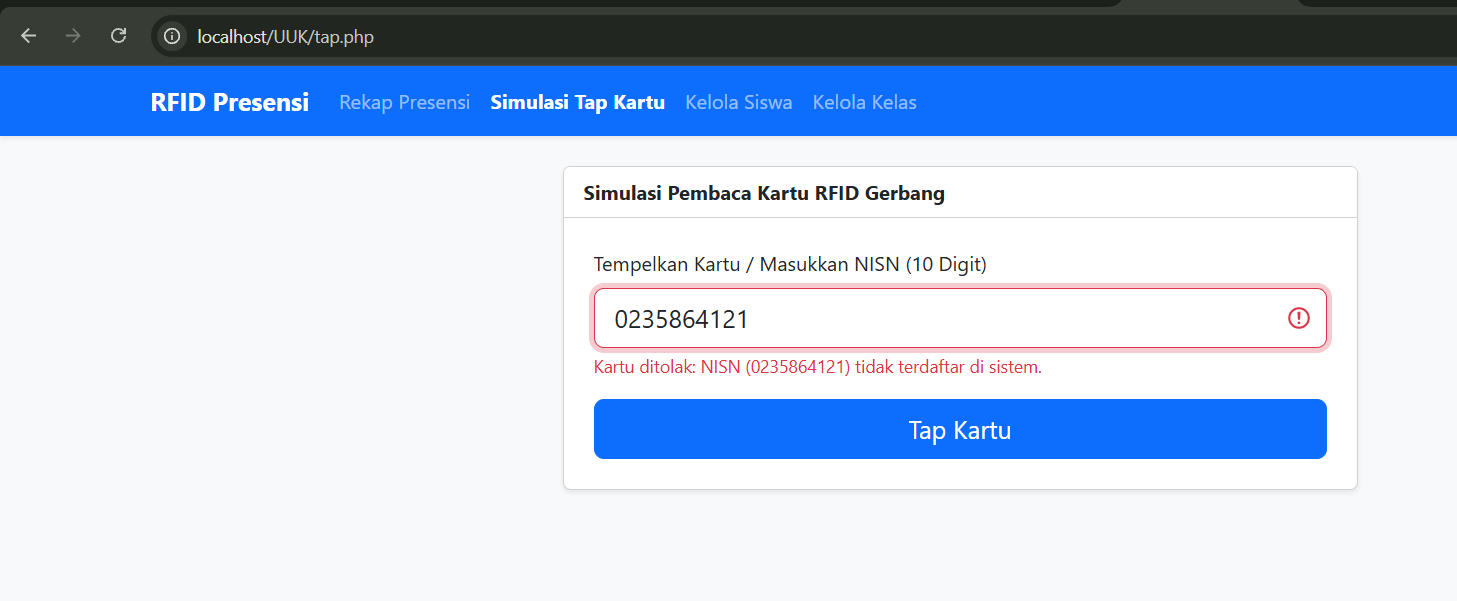 localhost/UUK/tap.php
RFID Presensi Rekap Presensi Simulasi Tap Kartu Kelola Siswa Kelola Kelas
Simulasi Pembaca Kartu RFID Gerbang
Tempelkan Kartu / Masukkan NISN (10 Digit)
0235864121
Kartu ditolak: NISN (0235864121) tidak terdaftar di sistem.
Tap Kartu